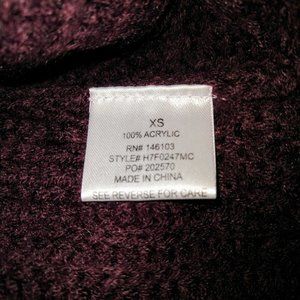 XS
100% ACRYLIC
RN# 146103
STYLE# H7F0247MC
PO# 202570
MADE IN CHINA
SEE REVERSE FOR CARE